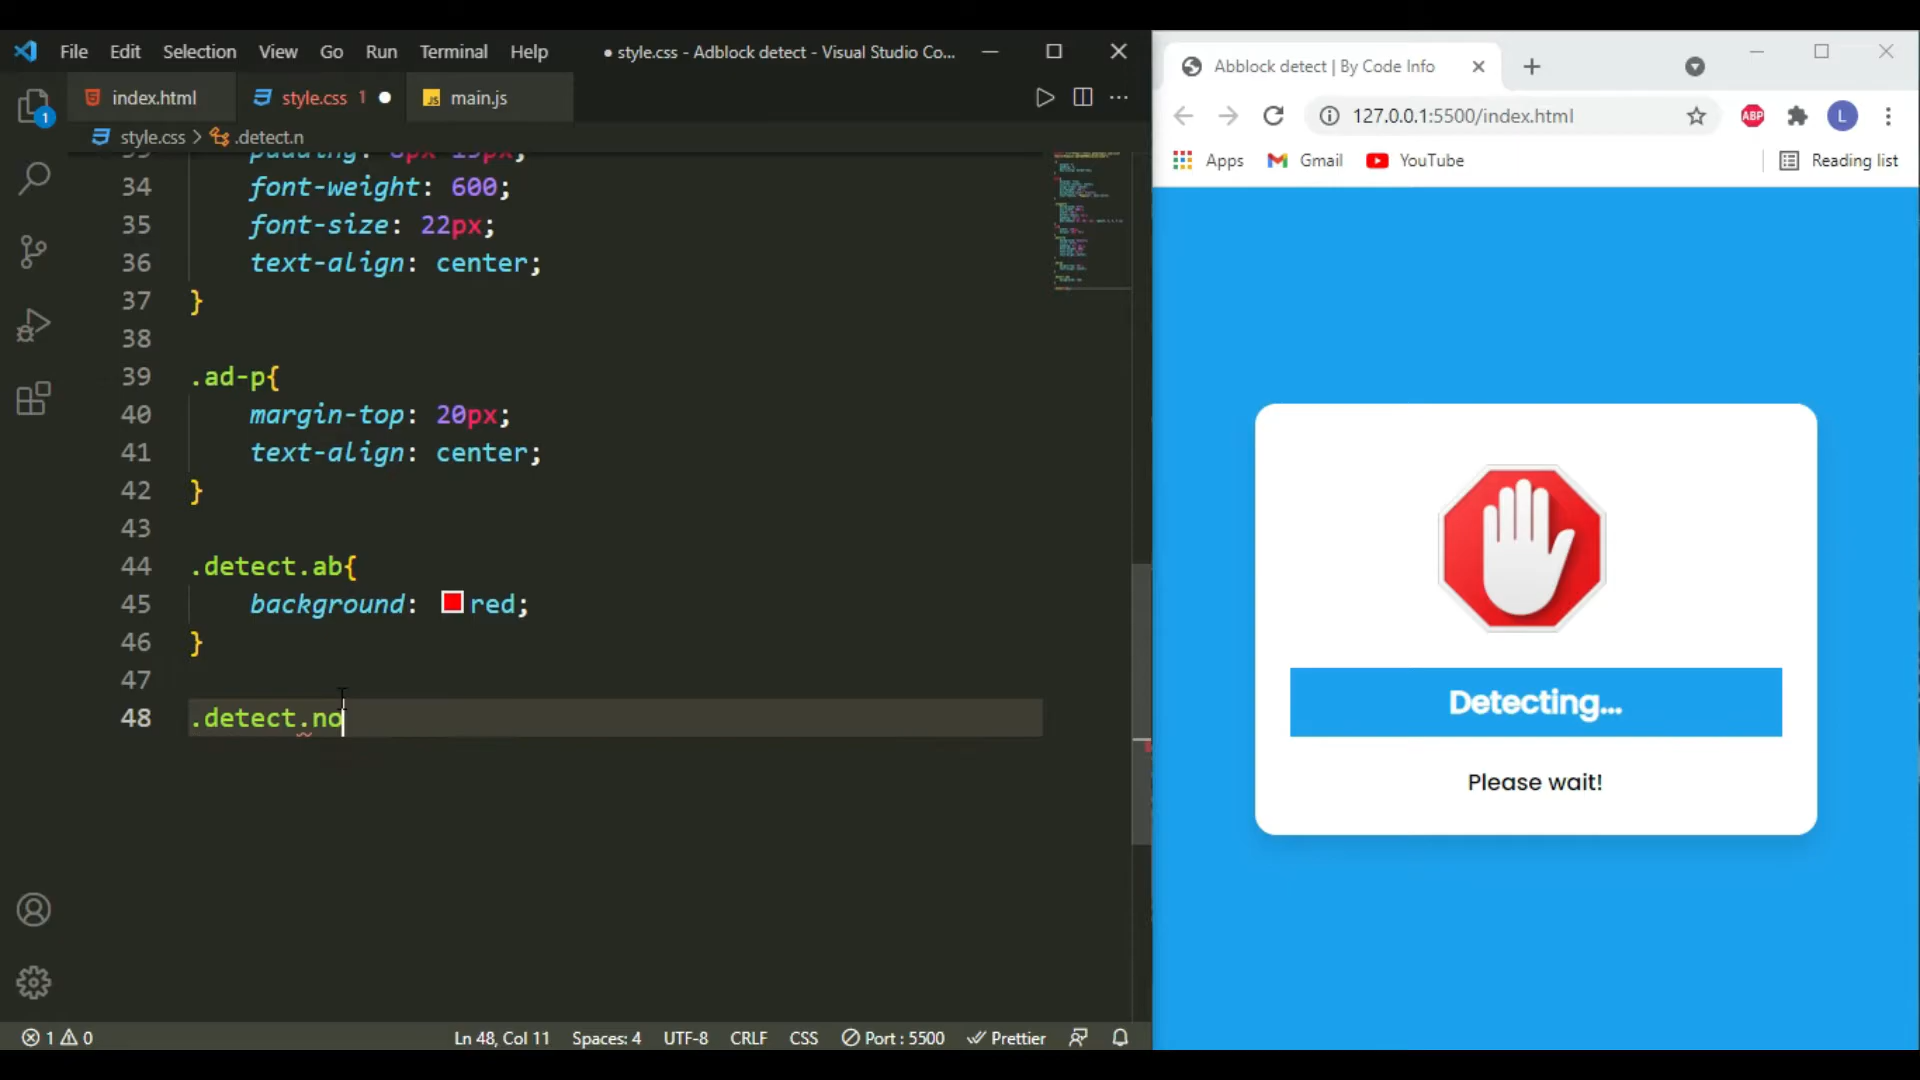 File Edit Selection View Go Run Terminal Help ● style.css - Adblock detect - Visual Studio Co...
index.html style.css 1 ● JS main.js ...
style.css > .detect.n
34 font-weight: 600;
35 font-size: 22px;
36 text-align: center;
37 }
38
39 .ad-p{
40 margin-top: 20px;
41 text-align: center;
42 }
43
44 .detect.ab{
45 background: red;
46 }
47
48 .detect.no
1
1 0 Ln 48, Col 11 Spaces: 4 UTF-8 CRLF CSS Port : 5500 Prettier
Abblock detect | By Code Info
127.0.0.1:5500/index.html ABP L
Apps Gmail YouTube Reading list
Detecting...
Please wait!